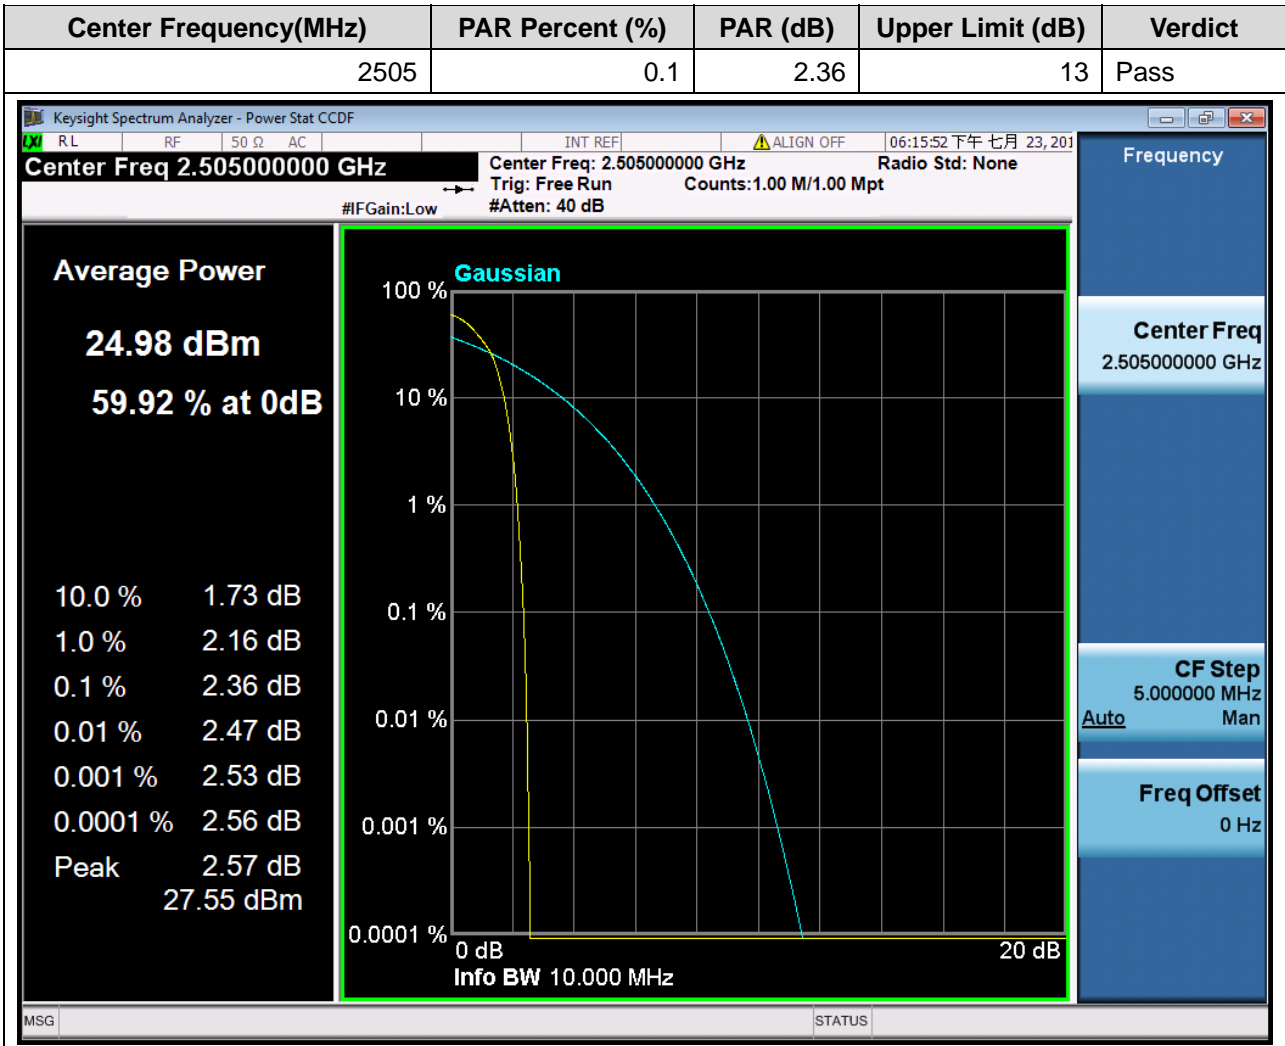 Center Frequency(MHz) PAR Percent (%) PAR (dB) Upper Limit (dB) Verdict
2505 0.1 2.36 13 Pass
Keysight Spectrum Analyzer - Power Stat CCDF
LXI RL RF 50 Ω AC INT REF ALIGN OFF 06:15:52 下午 七月 23, 201
Center Freq 2.505000000 GHz
Center Freq: 2.505000000 GHz Radio Std: None
Trig: Free Run Counts:1.00 M/1.00 Mpt
#IFGain:Low #Atten: 40 dB
Average Power
24.98 dBm
59.92 % at 0dB
10.0 % 1.73 dB
1.0 % 2.16 dB
0.1 % 2.36 dB
0.01 % 2.47 dB
0.001 % 2.53 dB
0.0001 % 2.56 dB
Peak 2.57 dB
27.55 dBm
Gaussian
100 %
10 %
1 %
0.1 %
0.01 %
0.001 %
0.0001 %
0 dB 20 dB
Info BW 10.000 MHz
Frequency
Center Freq
2.505000000 GHz
CF Step
5.000000 MHz
Auto Man
Freq Offset
0 Hz
MSG STATUS